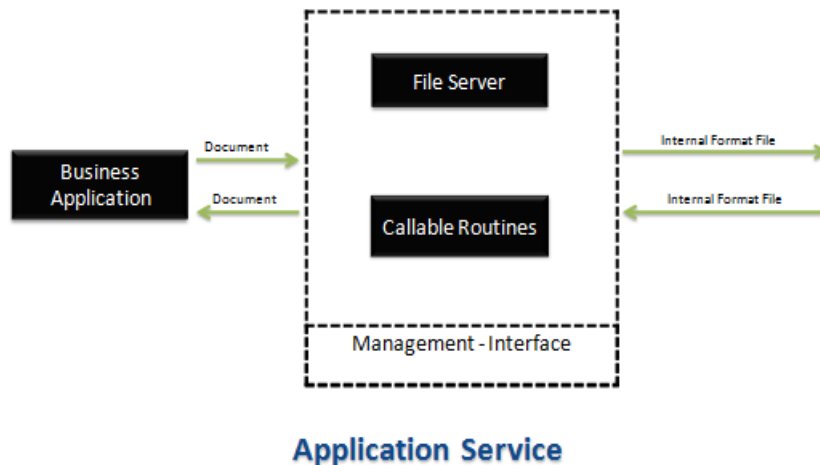 File Server
Document
Internal Format File
Business
Application
Document
Internal Format File
Callable Routines
Management - Interface
Application Service